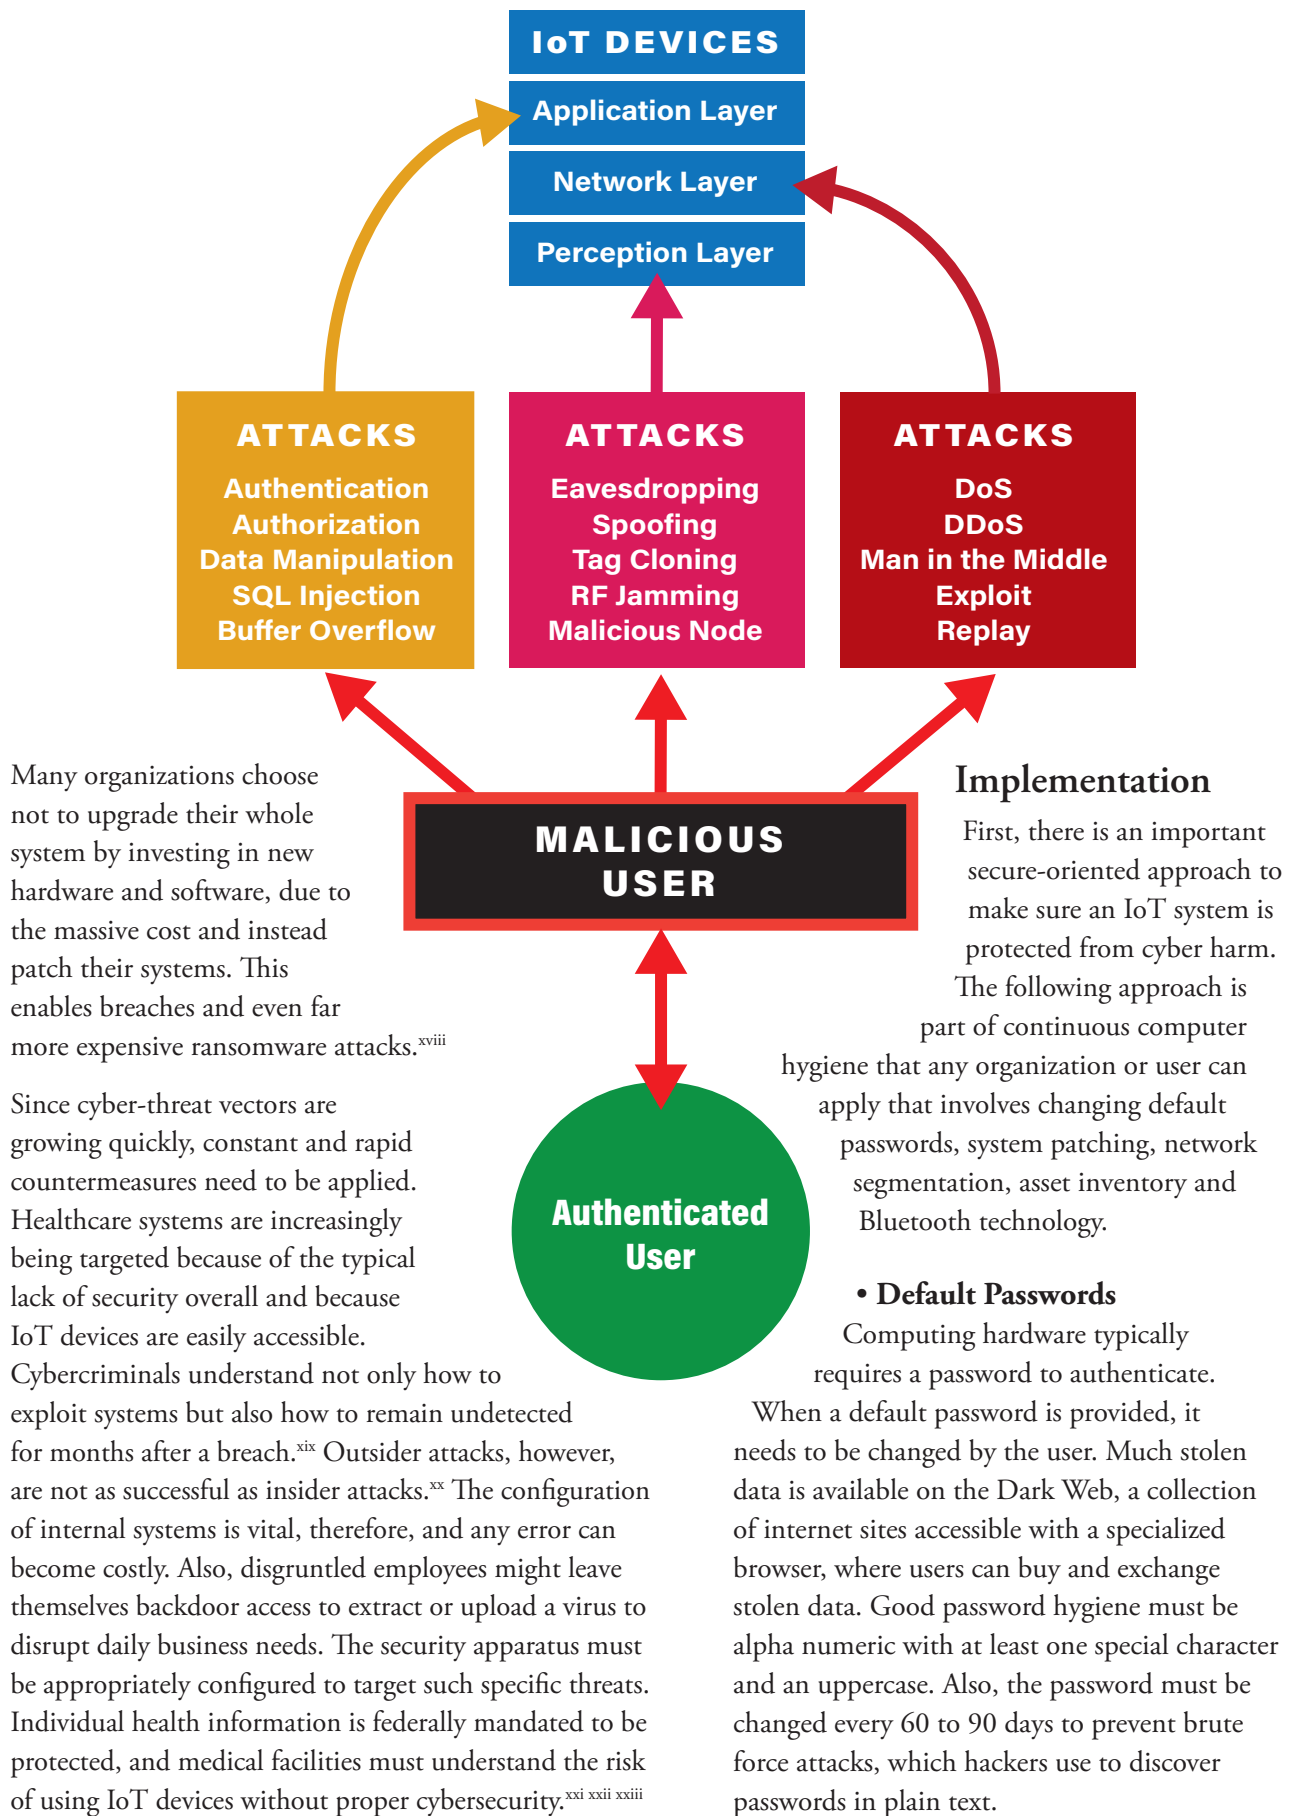 IoT DEVICES
Application Layer
Network Layer
Perception Layer
ATTACKS
Authentication
Authorization
Data Manipulation
SQL Injection
Buffer Overflow
ATTACKS
Eavesdropping
Spoofing
Tag Cloning
RF Jamming
Malicious Node
ATTACKS
DoS
DDoS
Man in the Middle
Exploit
Replay
MALICIOUS
USER
Authenticated
User
Many organizations choose
not to upgrade their whole
system by investing in new
hardware and software, due to
the massive cost and instead
patch their systems. This
enables breaches and even far
more expensive ransomware attacks.xviii
Since cyber-threat vectors are
growing quickly, constant and rapid
countermeasures need to be applied.
Healthcare systems are increasingly
being targeted because of the typical
lack of security overall and because
IoT devices are easily accessible.
Cybercriminals understand not only how to
exploit systems but also how to remain undetected
for months after a breach.xix Outsider attacks, however,
are not as successful as insider attacks.xx The configuration
of internal systems is vital, therefore, and any error can
become costly. Also, disgruntled employees might leave
themselves backdoor access to extract or upload a virus to
disrupt daily business needs. The security apparatus must
be appropriately configured to target such specific threats.
Individual health information is federally mandated to be
protected, and medical facilities must understand the risk
of using IoT devices without proper cybersecurity.xxi xxii xxiii
Implementation
First, there is an important
secure-oriented approach to
make sure an IoT system is
protected from cyber harm.
The following approach is
part of continuous computer
hygiene that any organization or user can
apply that involves changing default
passwords, system patching, network
segmentation, asset inventory and
Bluetooth technology.
• Default Passwords
Computing hardware typically
requires a password to authenticate.
When a default password is provided, it
needs to be changed by the user. Much stolen
data is available on the Dark Web, a collection
of internet sites accessible with a specialized
browser, where users can buy and exchange
stolen data. Good password hygiene must be
alpha numeric with at least one special character
and an uppercase. Also, the password must be
changed every 60 to 90 days to prevent brute
force attacks, which hackers use to discover
passwords in plain text.